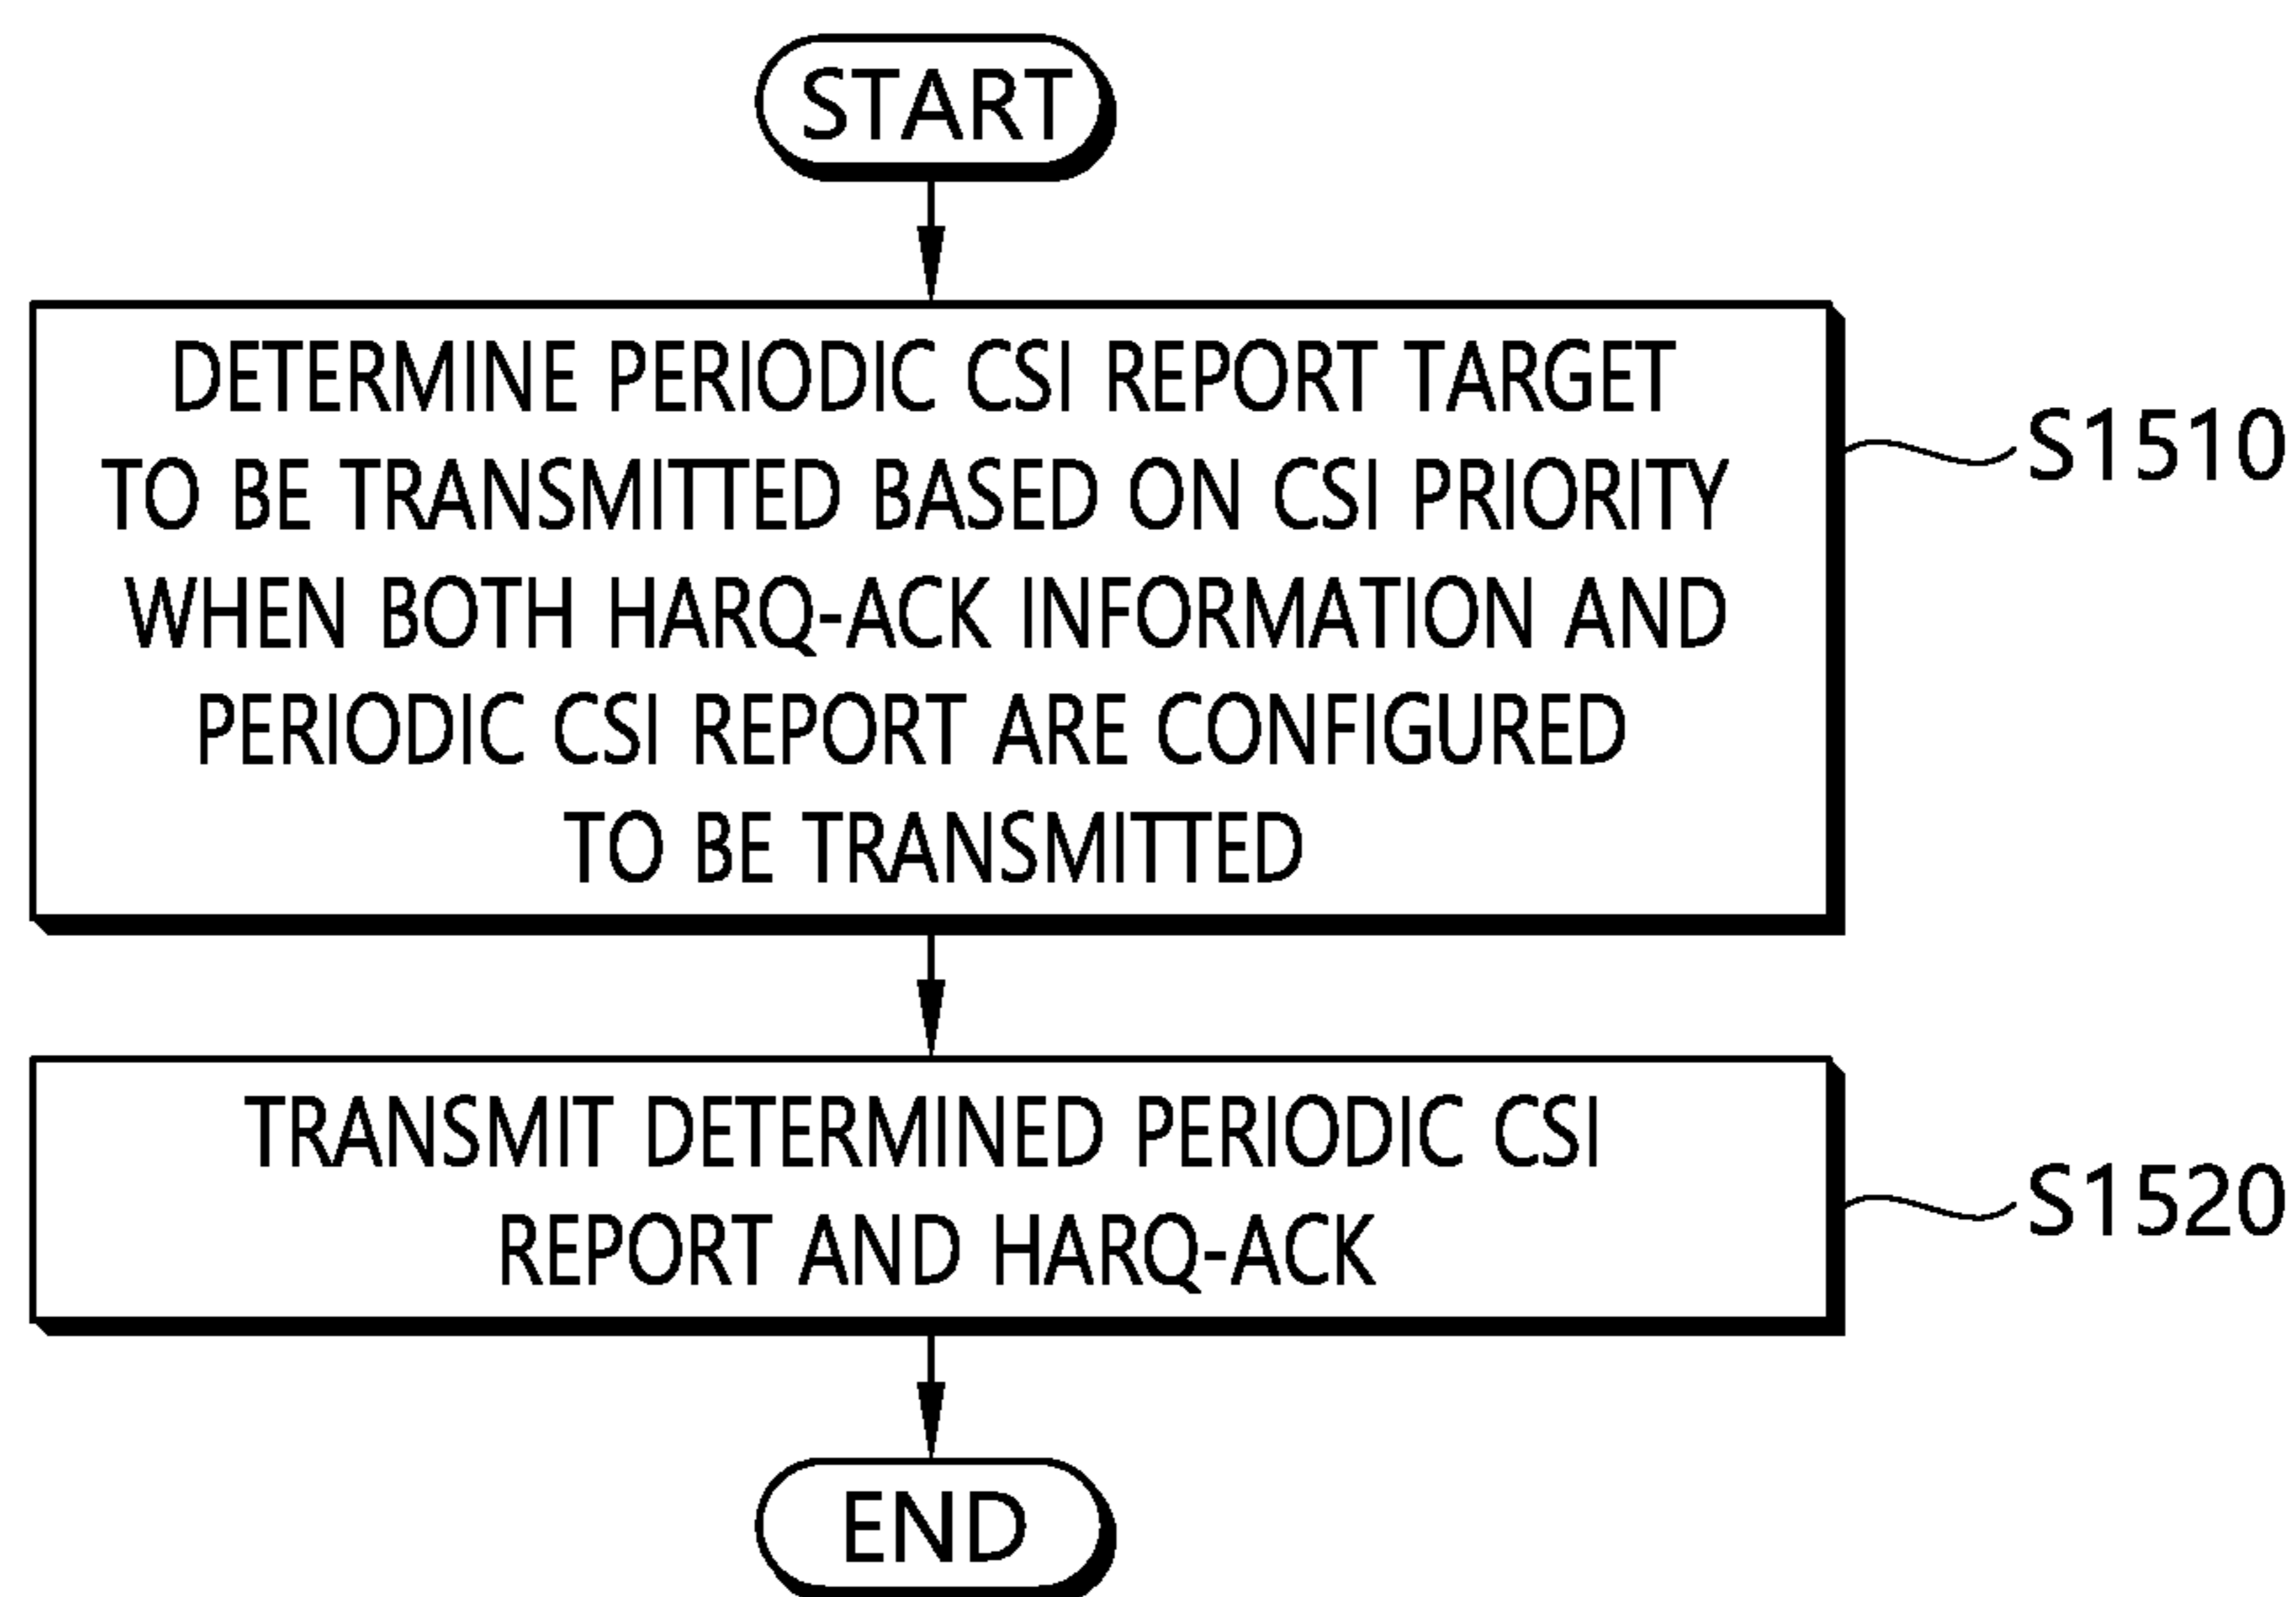 START
DETERMINE PERIODIC CSI REPORT TARGET
TO BE TRANSMITTED BASED ON CSI PRIORITY
WHEN BOTH HARQ-ACK INFORMATION AND
PERIODIC CSI REPORT ARE CONFIGURED
TO BE TRANSMITTED
S1510
TRANSMIT DETERMINED PERIODIC CSI
REPORT AND HARQ-ACK
S1520
END